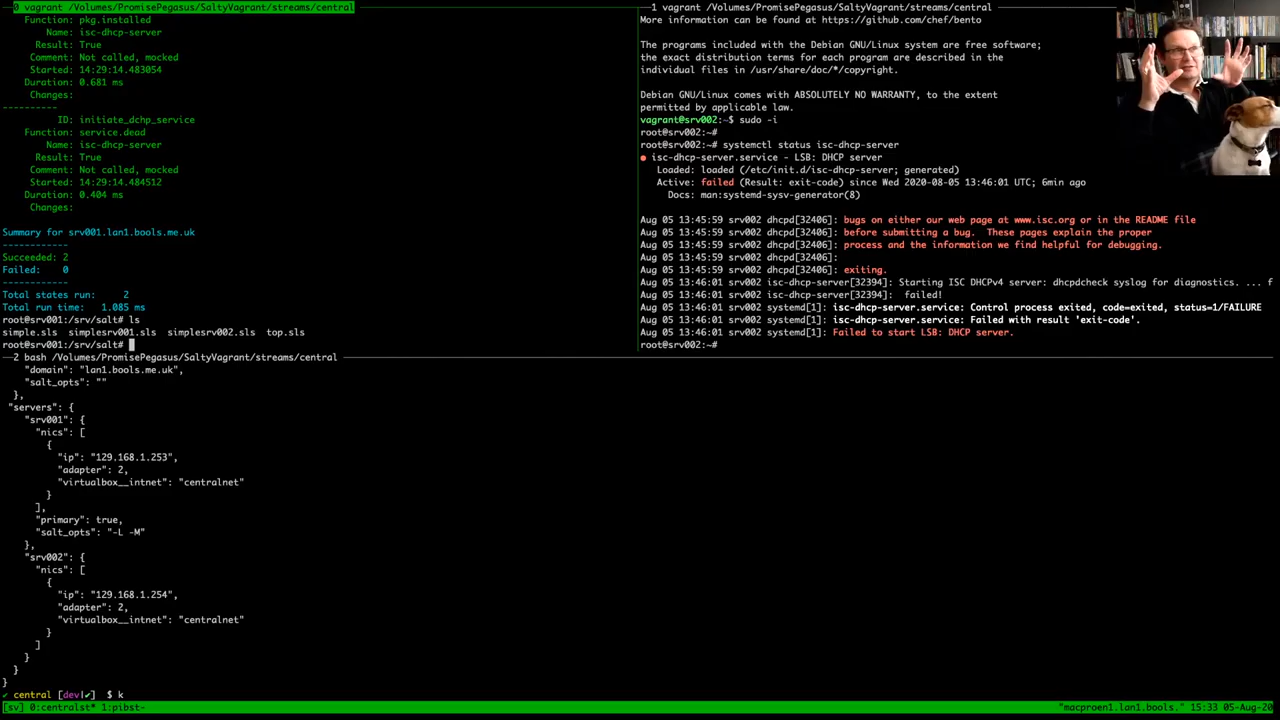 0 vagrant /Volumes/PromisePegasus/SaltyVagrant/streams/central
Function: pkg.installed
Name: isc-dhcp-server
Result: True
Comment: Not called, mocked
Started: 14:29:14.483054
Duration: 0.681 ms
Changes:
----------
ID: initiate_dchp_service
Function: service.dead
Name: isc-dhcp-server
Result: True
Comment: Not called, mocked
Started: 14:29:14.484512
Duration: 0.404 ms
Changes:
Summary for srv001.lan1.bools.me.uk
------------
Succeeded: 2
Failed:    0
------------
Total states run:     2
Total run time:   1.085 ms
root@srv001:/srv/salt# ls
simple.sls  simplesrv001.sls  simplesrv002.sls  top.sls
root@srv001:/srv/salt#
1 vagrant /Volumes/PromisePegasus/SaltyVagrant/streams/central
More information can be found at https://github.com/chef/bento
The programs included with the Debian GNU/Linux system are free software;
the exact distribution terms for each program are described in the
individual files in /usr/share/doc/*/copyright.
Debian GNU/Linux comes with ABSOLUTELY NO WARRANTY, to the extent
permitted by applicable law.
vagrant@srv002:~$ sudo -i
root@srv002:~#
root@srv002:~# systemctl status isc-dhcp-server
● isc-dhcp-server.service - LSB: DHCP server
Loaded: loaded (/etc/init.d/isc-dhcp-server; generated)
Active: failed (Result: exit-code) since Wed 2020-08-05 13:46:01 UTC; 6min ago
Docs: man:systemd-sysv-generator(8)
Aug 05 13:45:59 srv002 dhcpd[32406]: bugs on either our web page at www.isc.org or in the README file
Aug 05 13:45:59 srv002 dhcpd[32406]: before submitting a bug.  These pages explain the proper
Aug 05 13:45:59 srv002 dhcpd[32406]: process and the information we find helpful for debugging.
Aug 05 13:45:59 srv002 dhcpd[32406]:
Aug 05 13:45:59 srv002 dhcpd[32406]: exiting.
Aug 05 13:46:01 srv002 isc-dhcp-server[32394]: Starting ISC DHCPv4 server: dhcpdcheck syslog for diagnostics. ... f
Aug 05 13:46:01 srv002 isc-dhcp-server[32394]:  failed!
Aug 05 13:46:01 srv002 systemd[1]: isc-dhcp-server.service: Control process exited, code=exited, status=1/FAILURE
Aug 05 13:46:01 srv002 systemd[1]: isc-dhcp-server.service: Failed with result 'exit-code'.
Aug 05 13:46:01 srv002 systemd[1]: Failed to start LSB: DHCP server.
root@srv002:~#
2 bash /Volumes/PromisePegasus/SaltyVagrant/streams/central
"domain": "lan1.bools.me.uk",
"salt_opts": ""
},
"servers": {
"srv001": {
"nics": [
{
"ip": "129.168.1.253",
"adapter": 2,
"virtualbox__intnet": "centralnet"
}
],
"primary": true,
"salt_opts": "-L -M"
},
"srv002": {
"nics": [
{
"ip": "129.168.1.254",
"adapter": 2,
"virtualbox__intnet": "centralnet"
}
]
}
}
}
✔ central [dev|✔]  $ k
[sv] 0:centralst* 1:pibst-
"macproen1.lan1.bools." 15:33 05-Aug-20